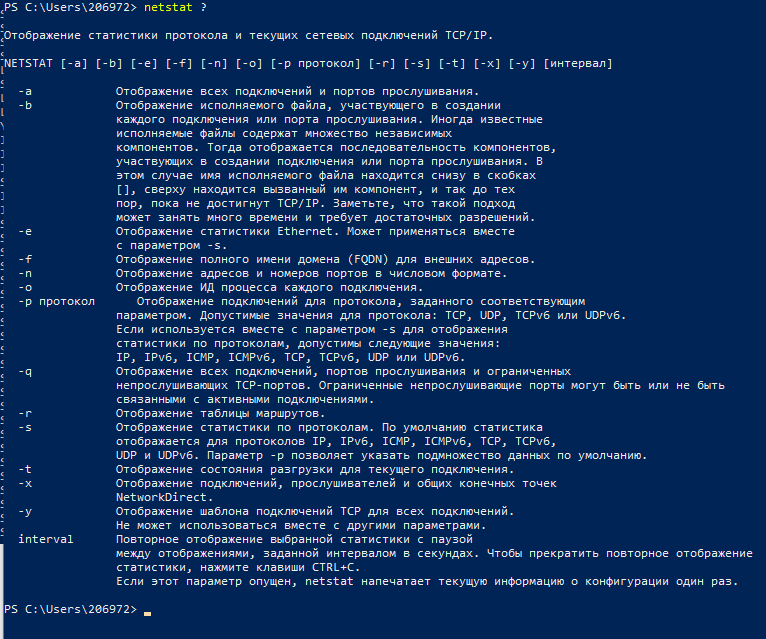 PS C:\Users\206972> netstat ?
Отображение статистики протокола и текущих сетевых подключений TCP/IP.
NETSTAT [-a] [-b] [-e] [-f] [-n] [-o] [-p протокол] [-r] [-s] [-t] [-x] [-y] [интервал]
-a Отображение всех подключений и портов прослушивания.
-b Отображение исполняемого файла, участвующего в создании
каждого подключения или порта прослушивания. Иногда известные
исполняемые файлы содержат множество независимых
компонентов. Тогда отображается последовательность компонентов,
участвующих в создании подключения или порта прослушивания. В
этом случае имя исполняемого файла находится снизу в скобках
[], сверху находится вызванный им компонент, и так до тех
пор, пока не достигнут TCP/IP. Заметьте, что такой подход
может занять много времени и требует достаточных разрешений.
-e Отображение статистики Ethernet. Может применяться вместе
с параметром -s.
-f Отображение полного имени домена (FQDN) для внешних адресов.
-n Отображение адресов и номеров портов в числовом формате.
-o Отображение ИД процесса каждого подключения.
-p протокол Отображение подключений для протокола, заданного соответствующим
параметром. Допустимые значения для протокола: TCP, UDP, TCPv6 или UDPv6.
Если используется вместе с параметром -s для отображения
статистики по протоколам, допустимы следующие значения:
IP, IPv6, ICMP, ICMPv6, TCP, TCPv6, UDP или UDPv6.
-q Отображение всех подключений, портов прослушивания и ограниченных
непрослушивающих TCP-портов. Ограниченные непрослушивающие порты могут быть или не быть
связанными с активными подключениями.
-r Отображение таблицы маршрутов.
-s Отображение статистики по протоколам. По умолчанию статистика
отображается для протоколов IP, IPv6, ICMP, ICMPv6, TCP, TCPv6,
UDP и UDPv6. Параметр -p позволяет указать подмножество данных по умолчанию.
-t Отображение состояния разгрузки для текущего подключения.
-x Отображение подключений, прослушивателей и общих конечных точек
NetworkDirect.
-y Отображение шаблона подключений TCP для всех подключений.
Не может использоваться вместе с другими параметрами.
interval Повторное отображение выбранной статистики с паузой
между отображениями, заданной интервалом в секундах. Чтобы прекратить повторное отображение
статистики, нажмите клавиши CTRL+C.
Если этот параметр опущен, netstat напечатает текущую информацию о конфигурации один раз.
PS C:\Users\206972>